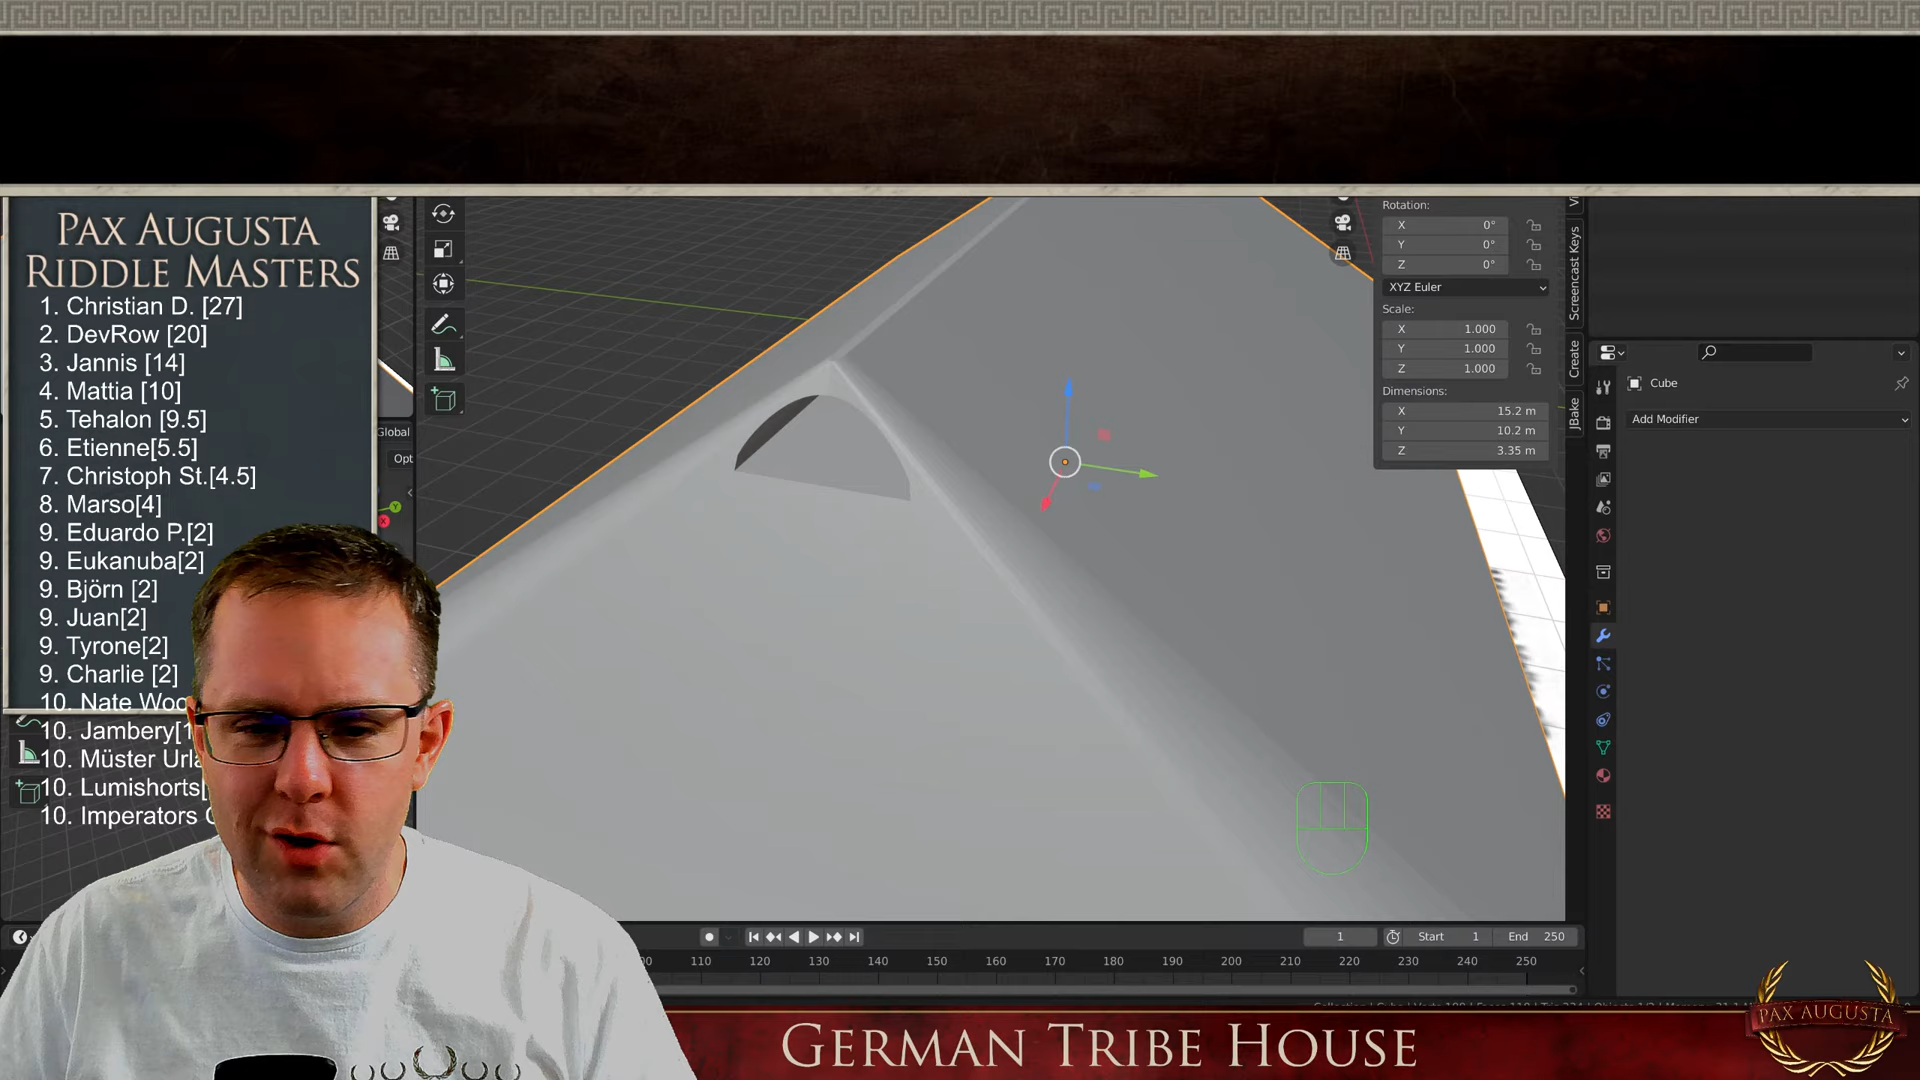 PAX AUGUSTA
RIDDLE MASTERS
1. Christian D. [27]
2. DevRow [20]
3. Jannis [14]
4. Mattia [10]
5. Tehalon [9.5]
6. Etienne[5.5]
7. Christoph St.[4.5]
8. Marso[4]
9. Eduardo P.[2]
9. Eukanuba[2]
9. Björn [2]
9. Juan[2]
9. Tyrone[2]
9. Charlie [2]
10. Nate Woo
10. Jambery[1
10. Müster Urla
10. Lumishorts[
10. Imperators
Global
Opt
Y
X
Rotation:
X 0°
Y 0°
Z 0°
XYZ Euler
Scale:
X 1.000
Y 1.000
Z 1.000
Dimensions:
X 15.2 m
Y 10.2 m
Z 3.35 m
Screencast Keys
Create
JBake
Cube
Add Modifier
1
Start 1
End 250
00 110 120 130 140 150 160 170 180 190 200 210 220 230 240 250
GERMAN TRIBE HOUSE
PAX AUGUSTA